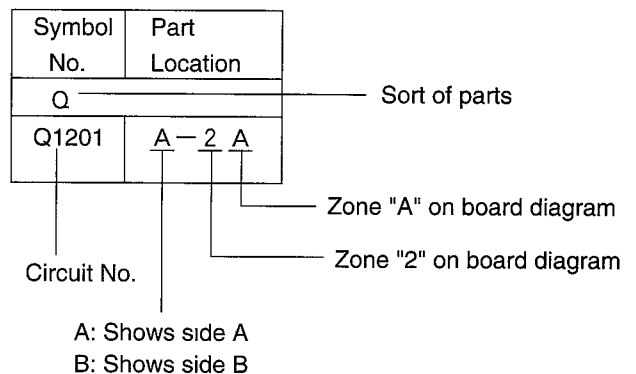 Symbol Part
No. Location
Q Sort of parts
Q1201 A-2 A
Zone "A" on board diagram
Zone "2" on board diagram
Circuit No.
A: Shows side A
B: Shows side B